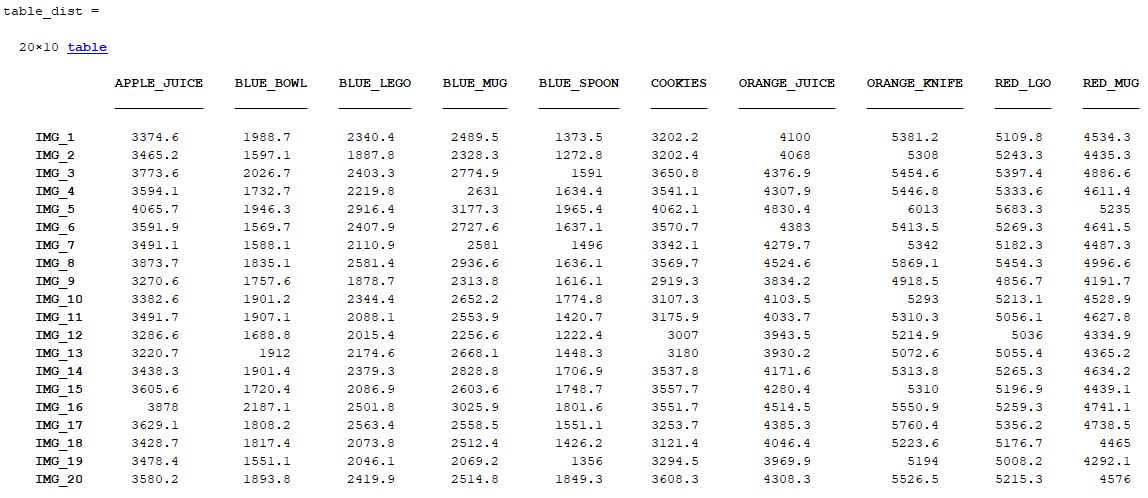 table_dist =
20×10 table
APPLE_JUICE BLUE_BOWL BLUE_LEGO BLUE_MUG BLUE_SPOON COOKIES ORANGE_JUICE ORANGE_KNIFE RED_LGO RED_MUG
IMG_1 3374.6 1988.7 2340.4 2489.5 1373.5 3202.2 4100 5381.2 5109.8 4534.3
IMG_2 3465.2 1597.1 1887.8 2328.3 1272.8 3202.4 4068 5308 5243.3 4435.3
IMG_3 3773.6 2026.7 2403.3 2774.9 1591 3650.8 4376.9 5454.6 5397.4 4886.6
IMG_4 3594.1 1732.7 2219.8 2631 1634.4 3541.1 4307.9 5446.8 5333.6 4611.4
IMG_5 4065.7 1946.3 2916.4 3177.3 1965.4 4062.1 4830.4 6013 5683.3 5235
IMG_6 3591.9 1569.7 2407.9 2727.6 1637.1 3570.7 4383 5413.5 5269.3 4641.5
IMG_7 3491.1 1588.1 2110.9 2581 1496 3342.1 4279.7 5342 5182.3 4487.3
IMG_8 3873.7 1835.1 2581.4 2936.6 1636.1 3569.7 4524.6 5869.1 5454.3 4996.6
IMG_9 3270.6 1757.6 1878.7 2313.8 1616.1 2919.3 3834.2 4918.5 4856.7 4191.7
IMG_10 3382.6 1901.2 2344.4 2652.2 1774.8 3107.3 4103.5 5293 5213.1 4528.9
IMG_11 3491.7 1907.1 2088.1 2553.9 1420.7 3175.9 4033.7 5310.3 5056.1 4627.8
IMG_12 3286.6 1688.8 2015.4 2256.6 1222.4 3007 3943.5 5214.9 5036 4334.9
IMG_13 3220.7 1912 2174.6 2668.1 1448.3 3180 3930.2 5072.6 5055.4 4365.2
IMG_14 3438.3 1901.4 2379.3 2828.8 1706.9 3537.8 4171.6 5313.8 5265.3 4634.2
IMG_15 3605.6 1720.4 2086.9 2603.6 1748.7 3557.7 4280.4 5310 5196.9 4439.1
IMG_16 3878 2187.1 2501.8 3025.9 1801.6 3551.7 4514.5 5550.9 5259.3 4741.1
IMG_17 3629.1 1808.2 2563.4 2558.5 1551.1 3253.7 4385.3 5760.4 5356.2 4738.5
IMG_18 3428.7 1817.4 2073.8 2512.4 1426.2 3121.4 4046.4 5223.6 5176.7 4465
IMG_19 3478.4 1551.1 2046.1 2069.2 1356 3294.5 3969.9 5194 5008.2 4292.1
IMG_20 3580.2 1893.8 2419.9 2514.8 1849.3 3608.3 4308.3 5526.5 5215.3 4576